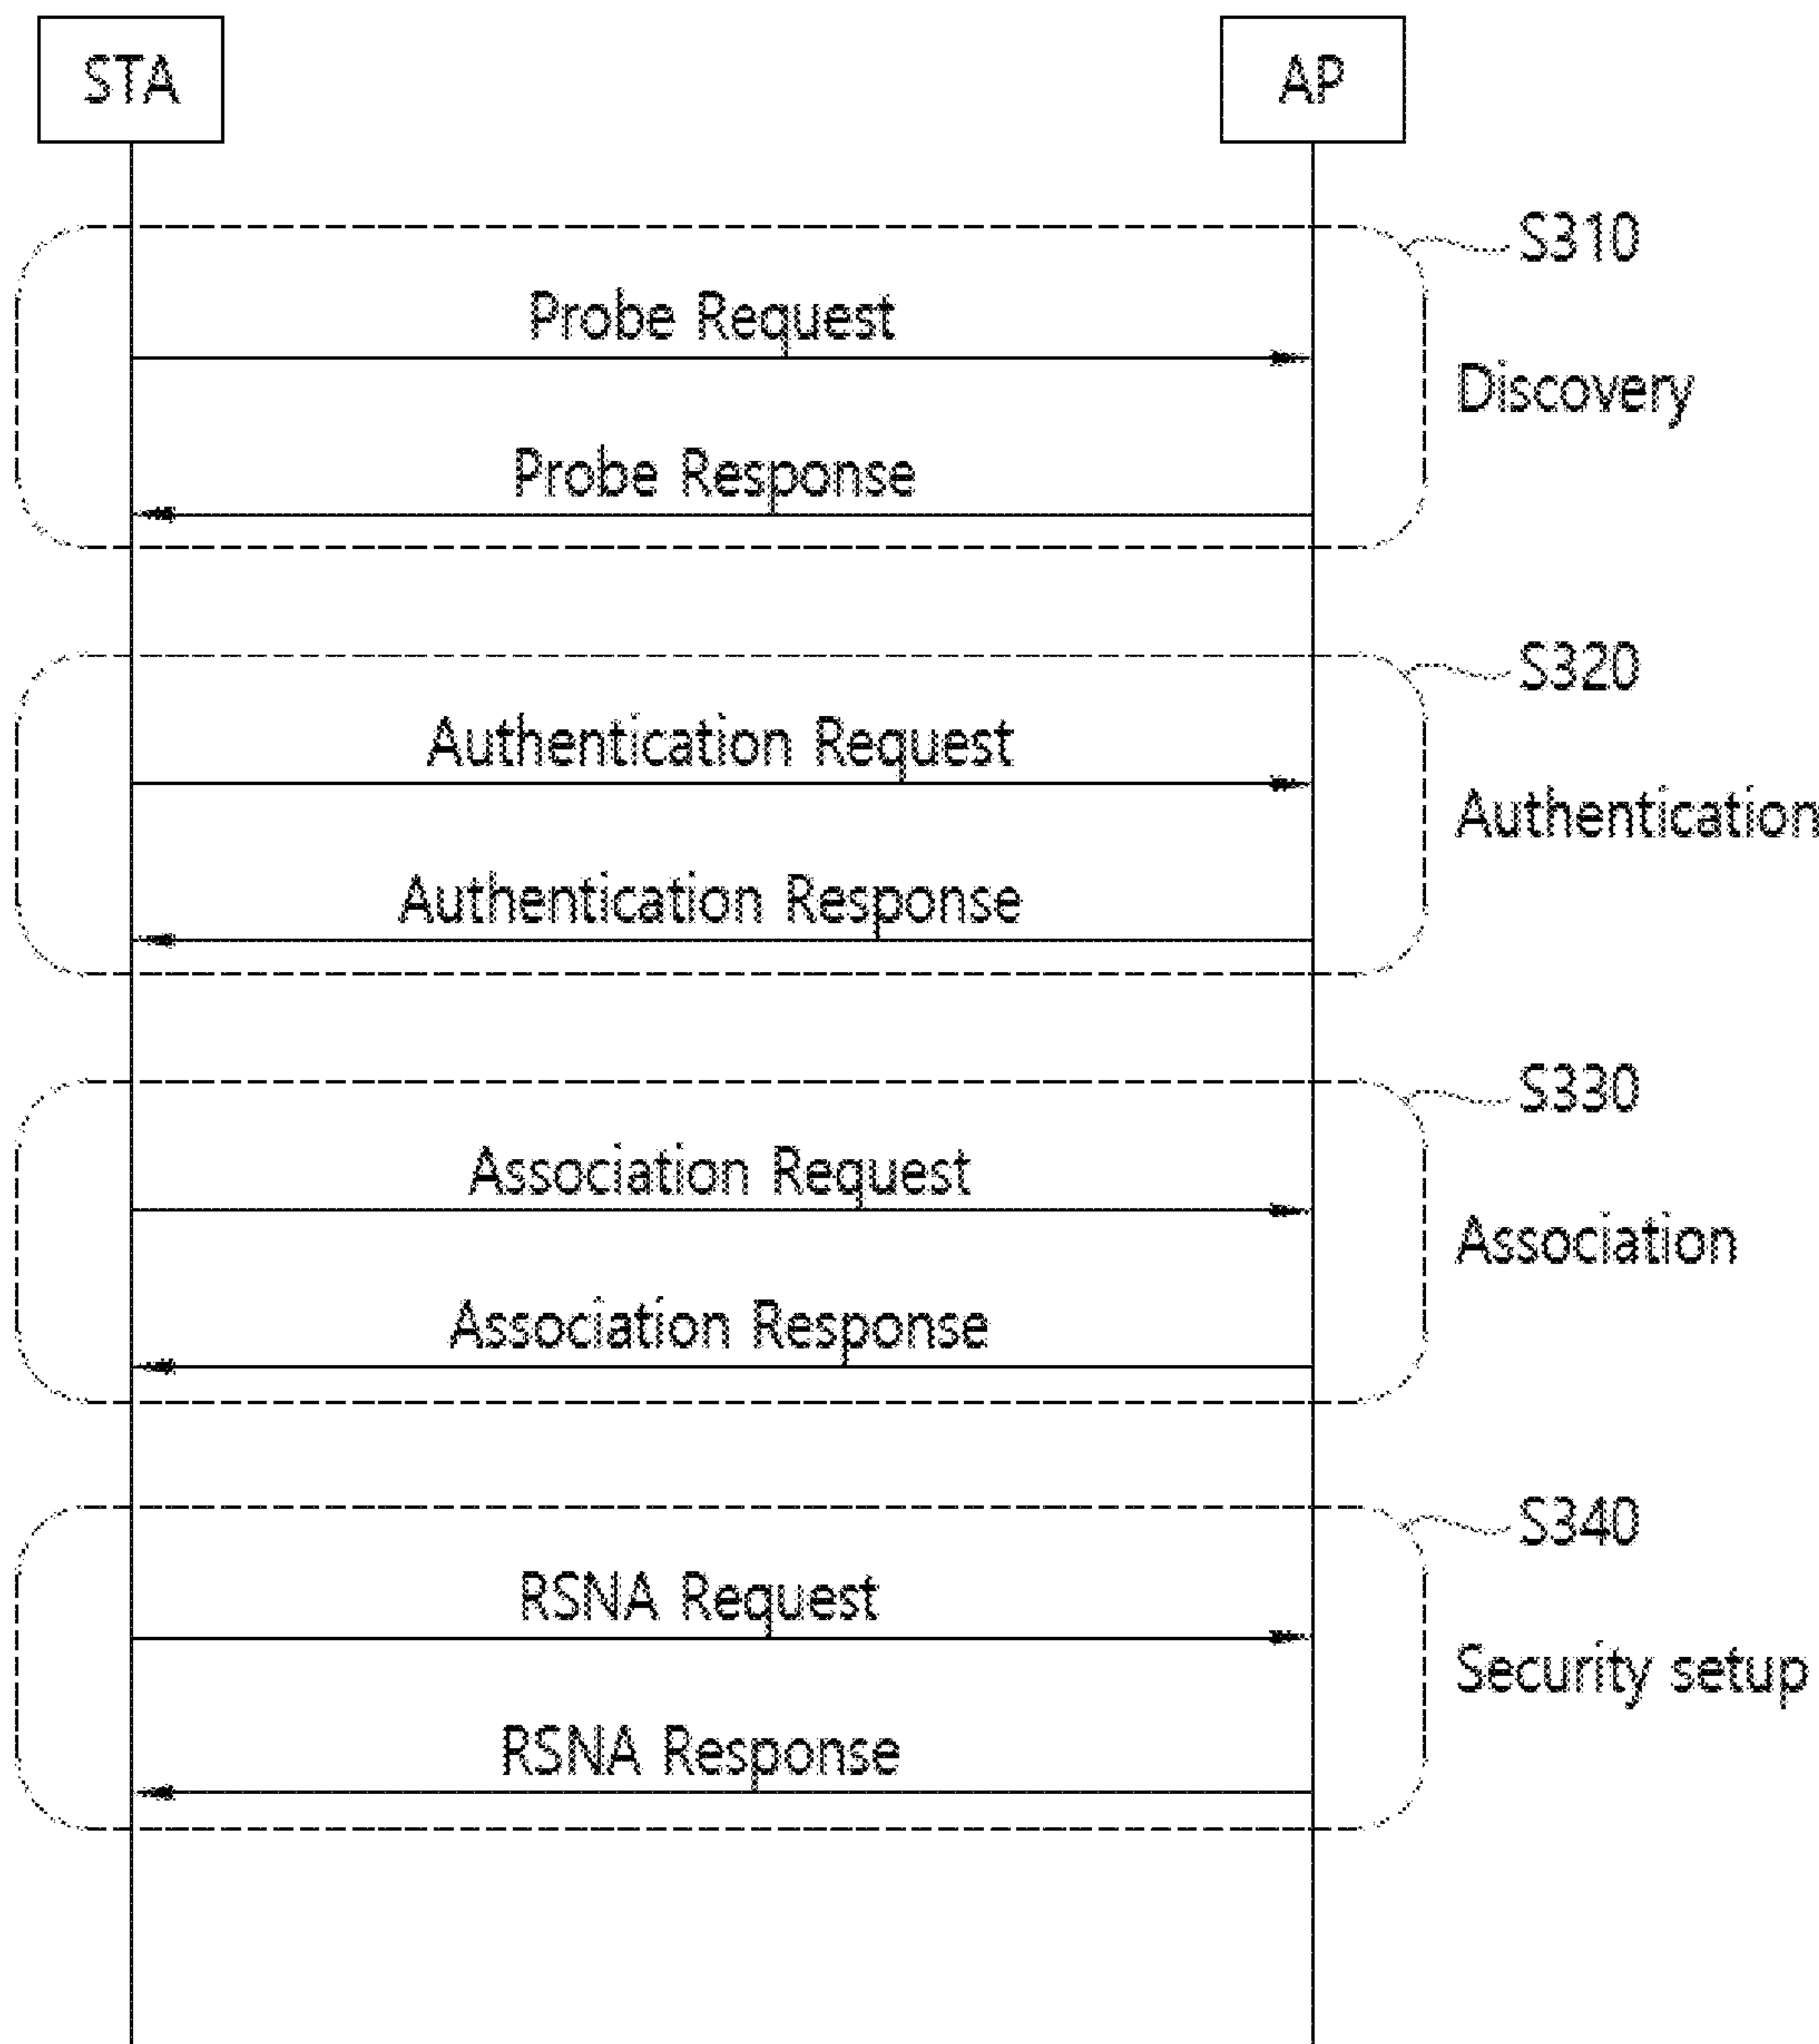 STA
AP
S310
Probe Request
Discovery
Probe Response
S320
Authentication Request
Authentication
Authentication Response
S330
Association Request
Association
Association Response
S340
RSNA Request
Security setup
RSNA Response